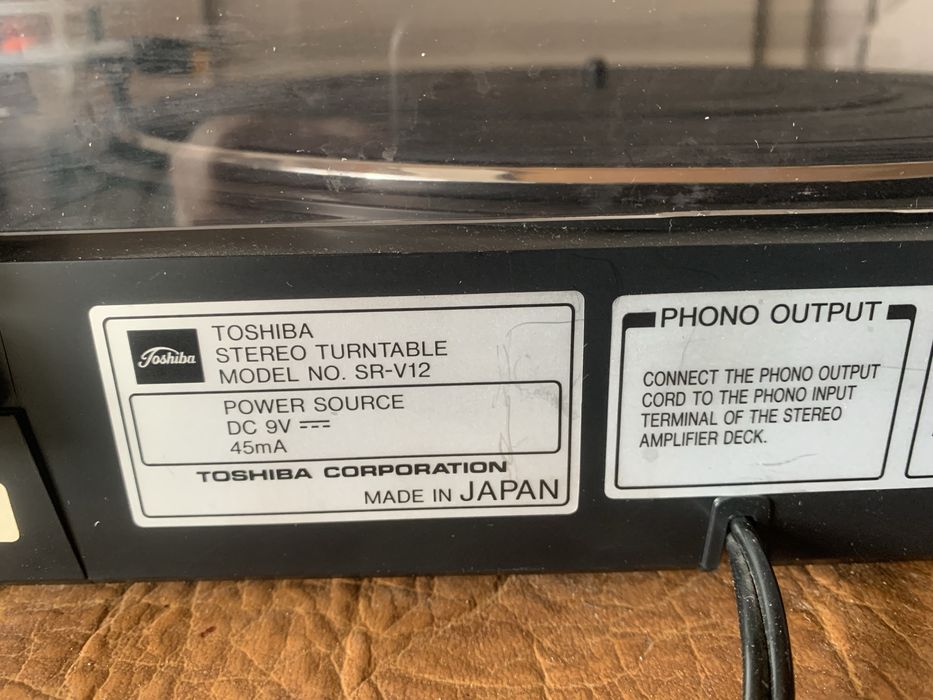 Toshiba
TOSHIBA
STEREO TURNTABLE
MODEL NO. SR-V12
POWER SOURCE
DC 9V ⎓
45mA
TOSHIBA CORPORATION
MADE IN JAPAN
PHONO OUTPUT
CONNECT THE PHONO OUTPUT
CORD TO THE PHONO INPUT
TERMINAL OF THE STEREO
AMPLIFIER DECK.